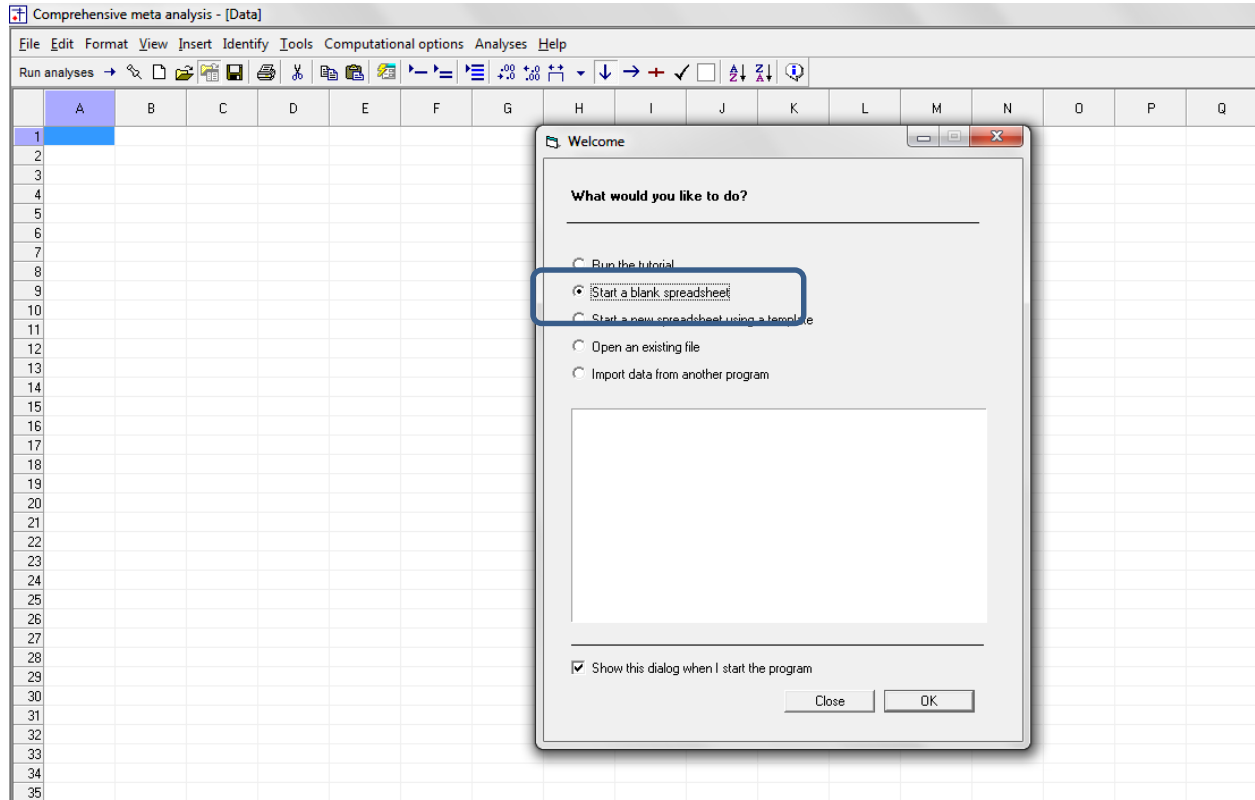 Comprehensive meta analysis - [Data]
File Edit Format View Insert Identify Tools Computational options Analyses Help
Run analyses
A B C D E F G H I J K L M N O P Q
Welcome
What would you like to do?
Run the tutorial
Start a blank spreadsheet
Start a new spreadsheet using a template
Open an existing file
Import data from another program
Show this dialog when I start the program
Close OK
1
2
3
4
5
6
7
8
9
10
11
12
13
14
15
16
17
18
19
20
21
22
23
24
25
26
27
28
29
30
31
32
33
34
35